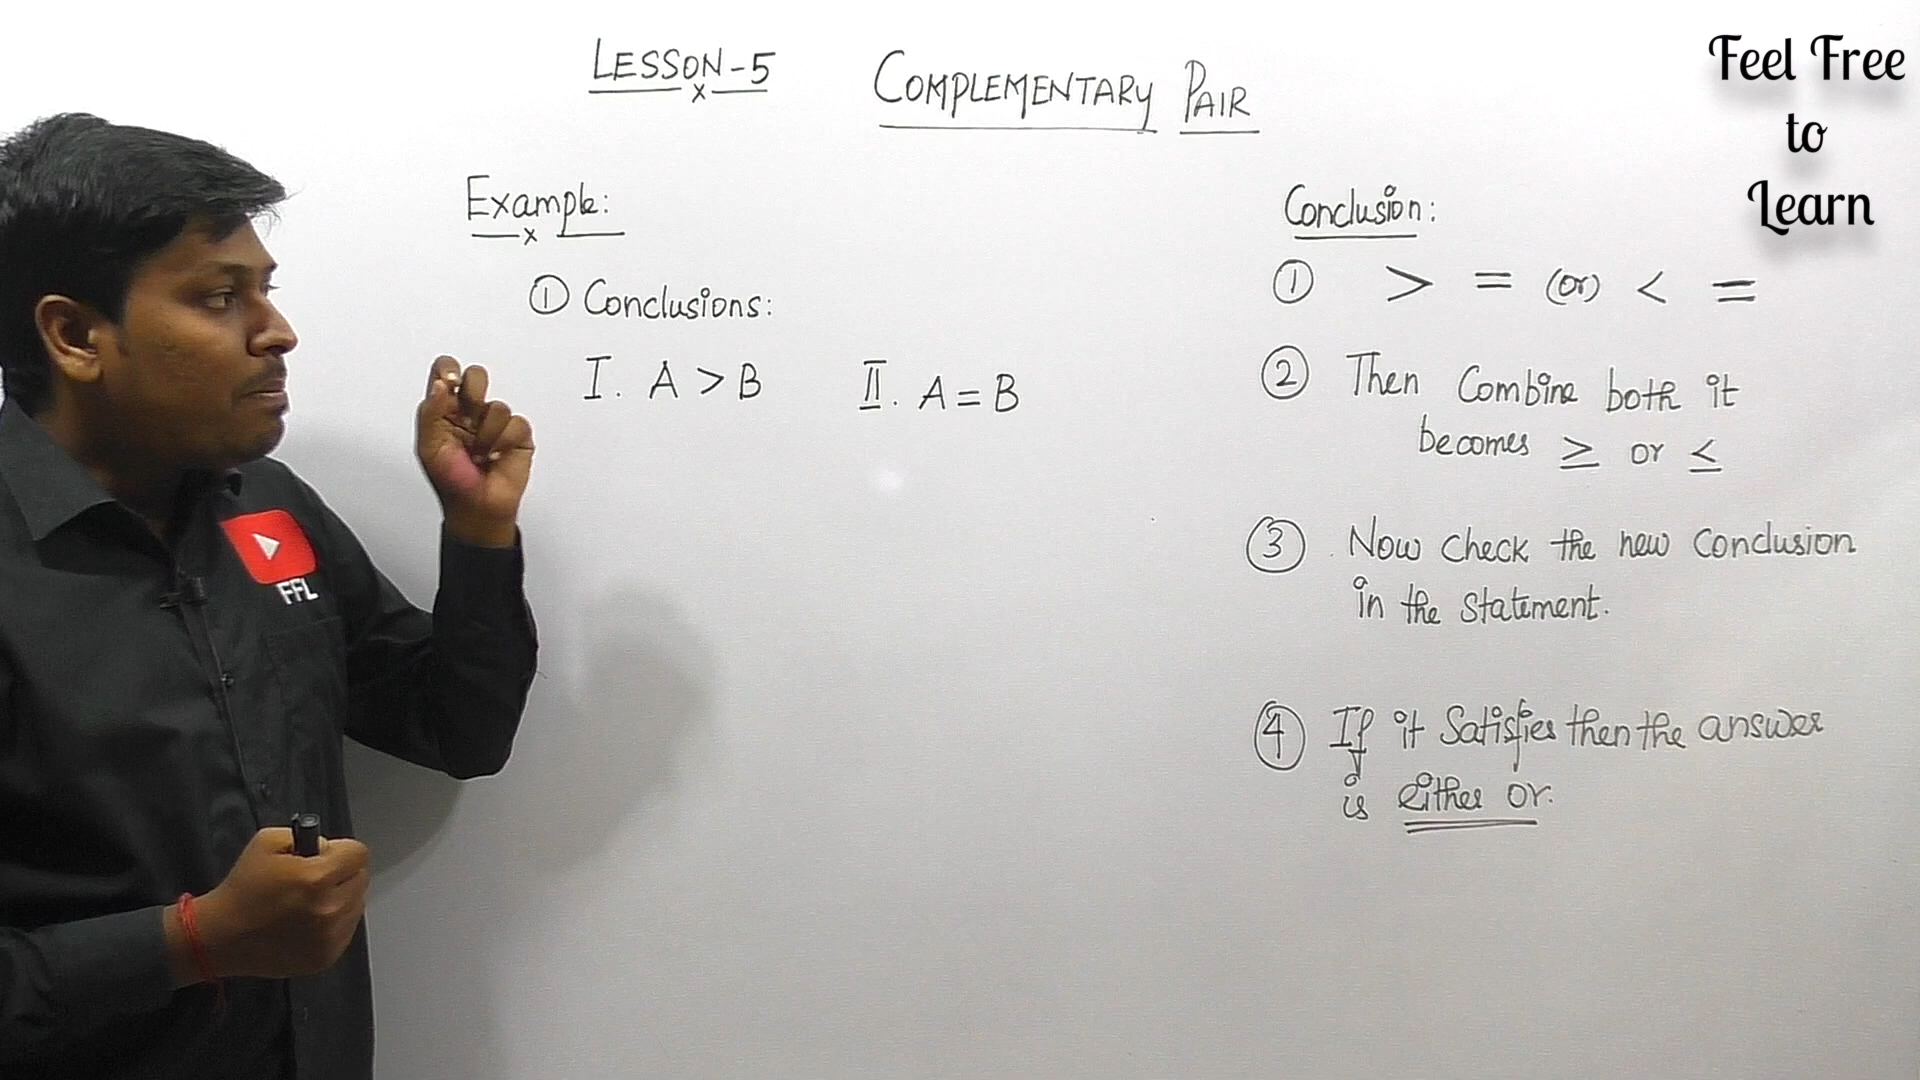 LESSON-5
x
COMPLEMENTARY PAIR
Feel Free
to
Learn
Example:
x
① Conclusions:
I. A > B II. A = B
Conclusion:
① > = (or) < =
② Then Combine both it
becomes ≥ or ≤
③ . Now check the new conclusion
in the statement.
④ If it Satisfies then the answer
is either or.
FFL